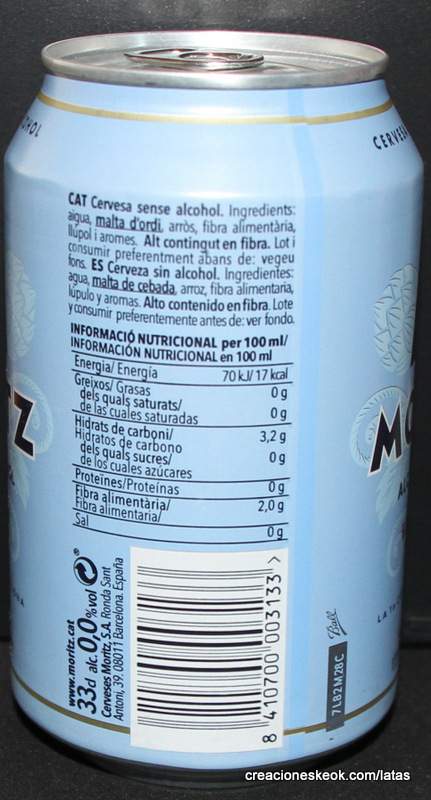 OHOL
CERVES
CAT Cervesa sense alcohol. Ingredients:
aigua, malta d'ordi, arròs, fibra alimentària,
llúpol i aromes. Alt contingut en fibra. Lot i
consumir preferentment abans de: vegeu
fons. ES Cerveza sin alcohol. Ingredientes:
agua, malta de cebada, arroz, fibra alimentaria,
lúpulo y aromas. Alto contenido en fibra. Lote
y consumir preferentemente antes de: ver fondo.
INFORMACIÓ NUTRICIONAL per 100 ml/
INFORMACIÓN NUTRICIONAL en 100 ml
Energia/ Energía 70 kJ/ 17 kcal
Greixos/ Grasas 0 g
dels quals saturats/
de las cuales saturadas 0 g
Hidrats de carboni/ 3,2 g
Hidratos de carbono
dels quals sucres/ 0 g
de los cuales azúcares
Proteïnes/Proteínas 0 g
Fibra alimentària/ 2,0 g
Fibra alimentaria/
Sal 0 g
TZ
MO
www.moritz.cat
33cl alc. 0,0% vol
Cerveses Moritz, S.A. Ronda Sant
Antoni, 39. 08011 Barcelona. España
8 410700 003133 >
Ball
7L82M28C
creacioneskeok.com/latas